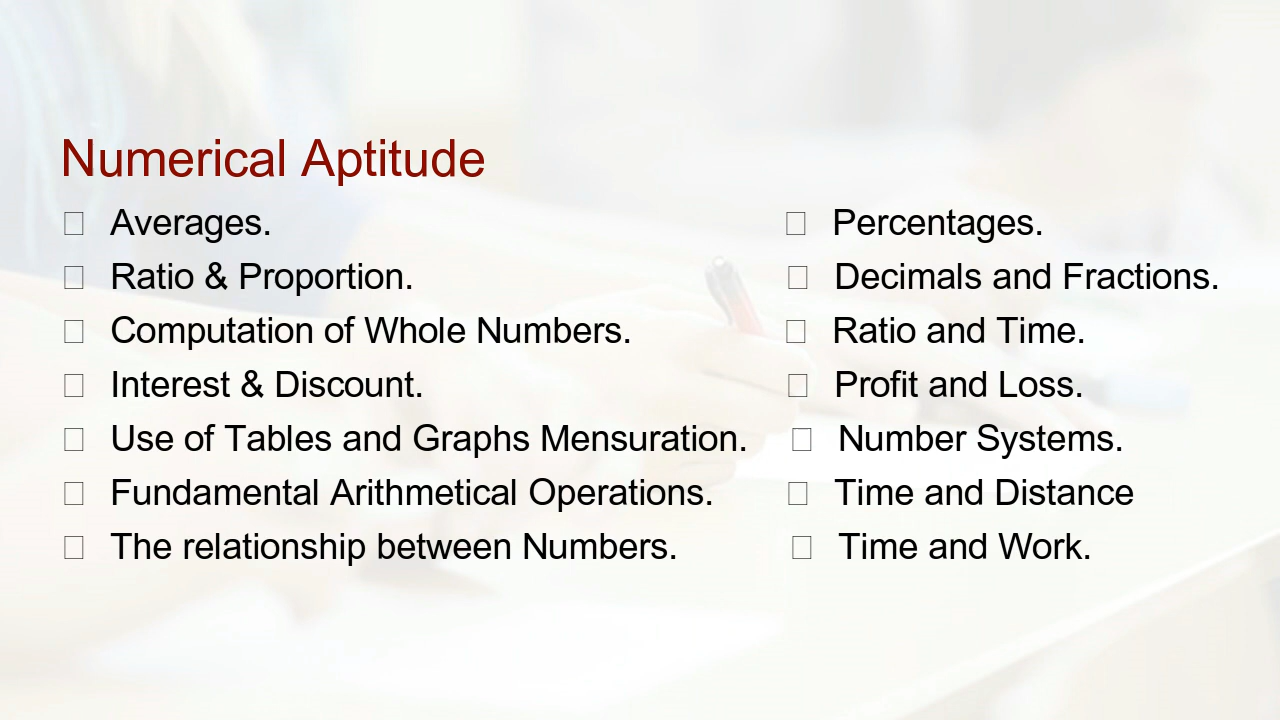 Numerical Aptitude
Averages.
Ratio & Proportion.
Computation of Whole Numbers.
Interest & Discount.
Use of Tables and Graphs Mensuration.
Fundamental Arithmetical Operations.
The relationship between Numbers.
Percentages.
Decimals and Fractions.
Ratio and Time.
Profit and Loss.
Number Systems.
Time and Distance
Time and Work.